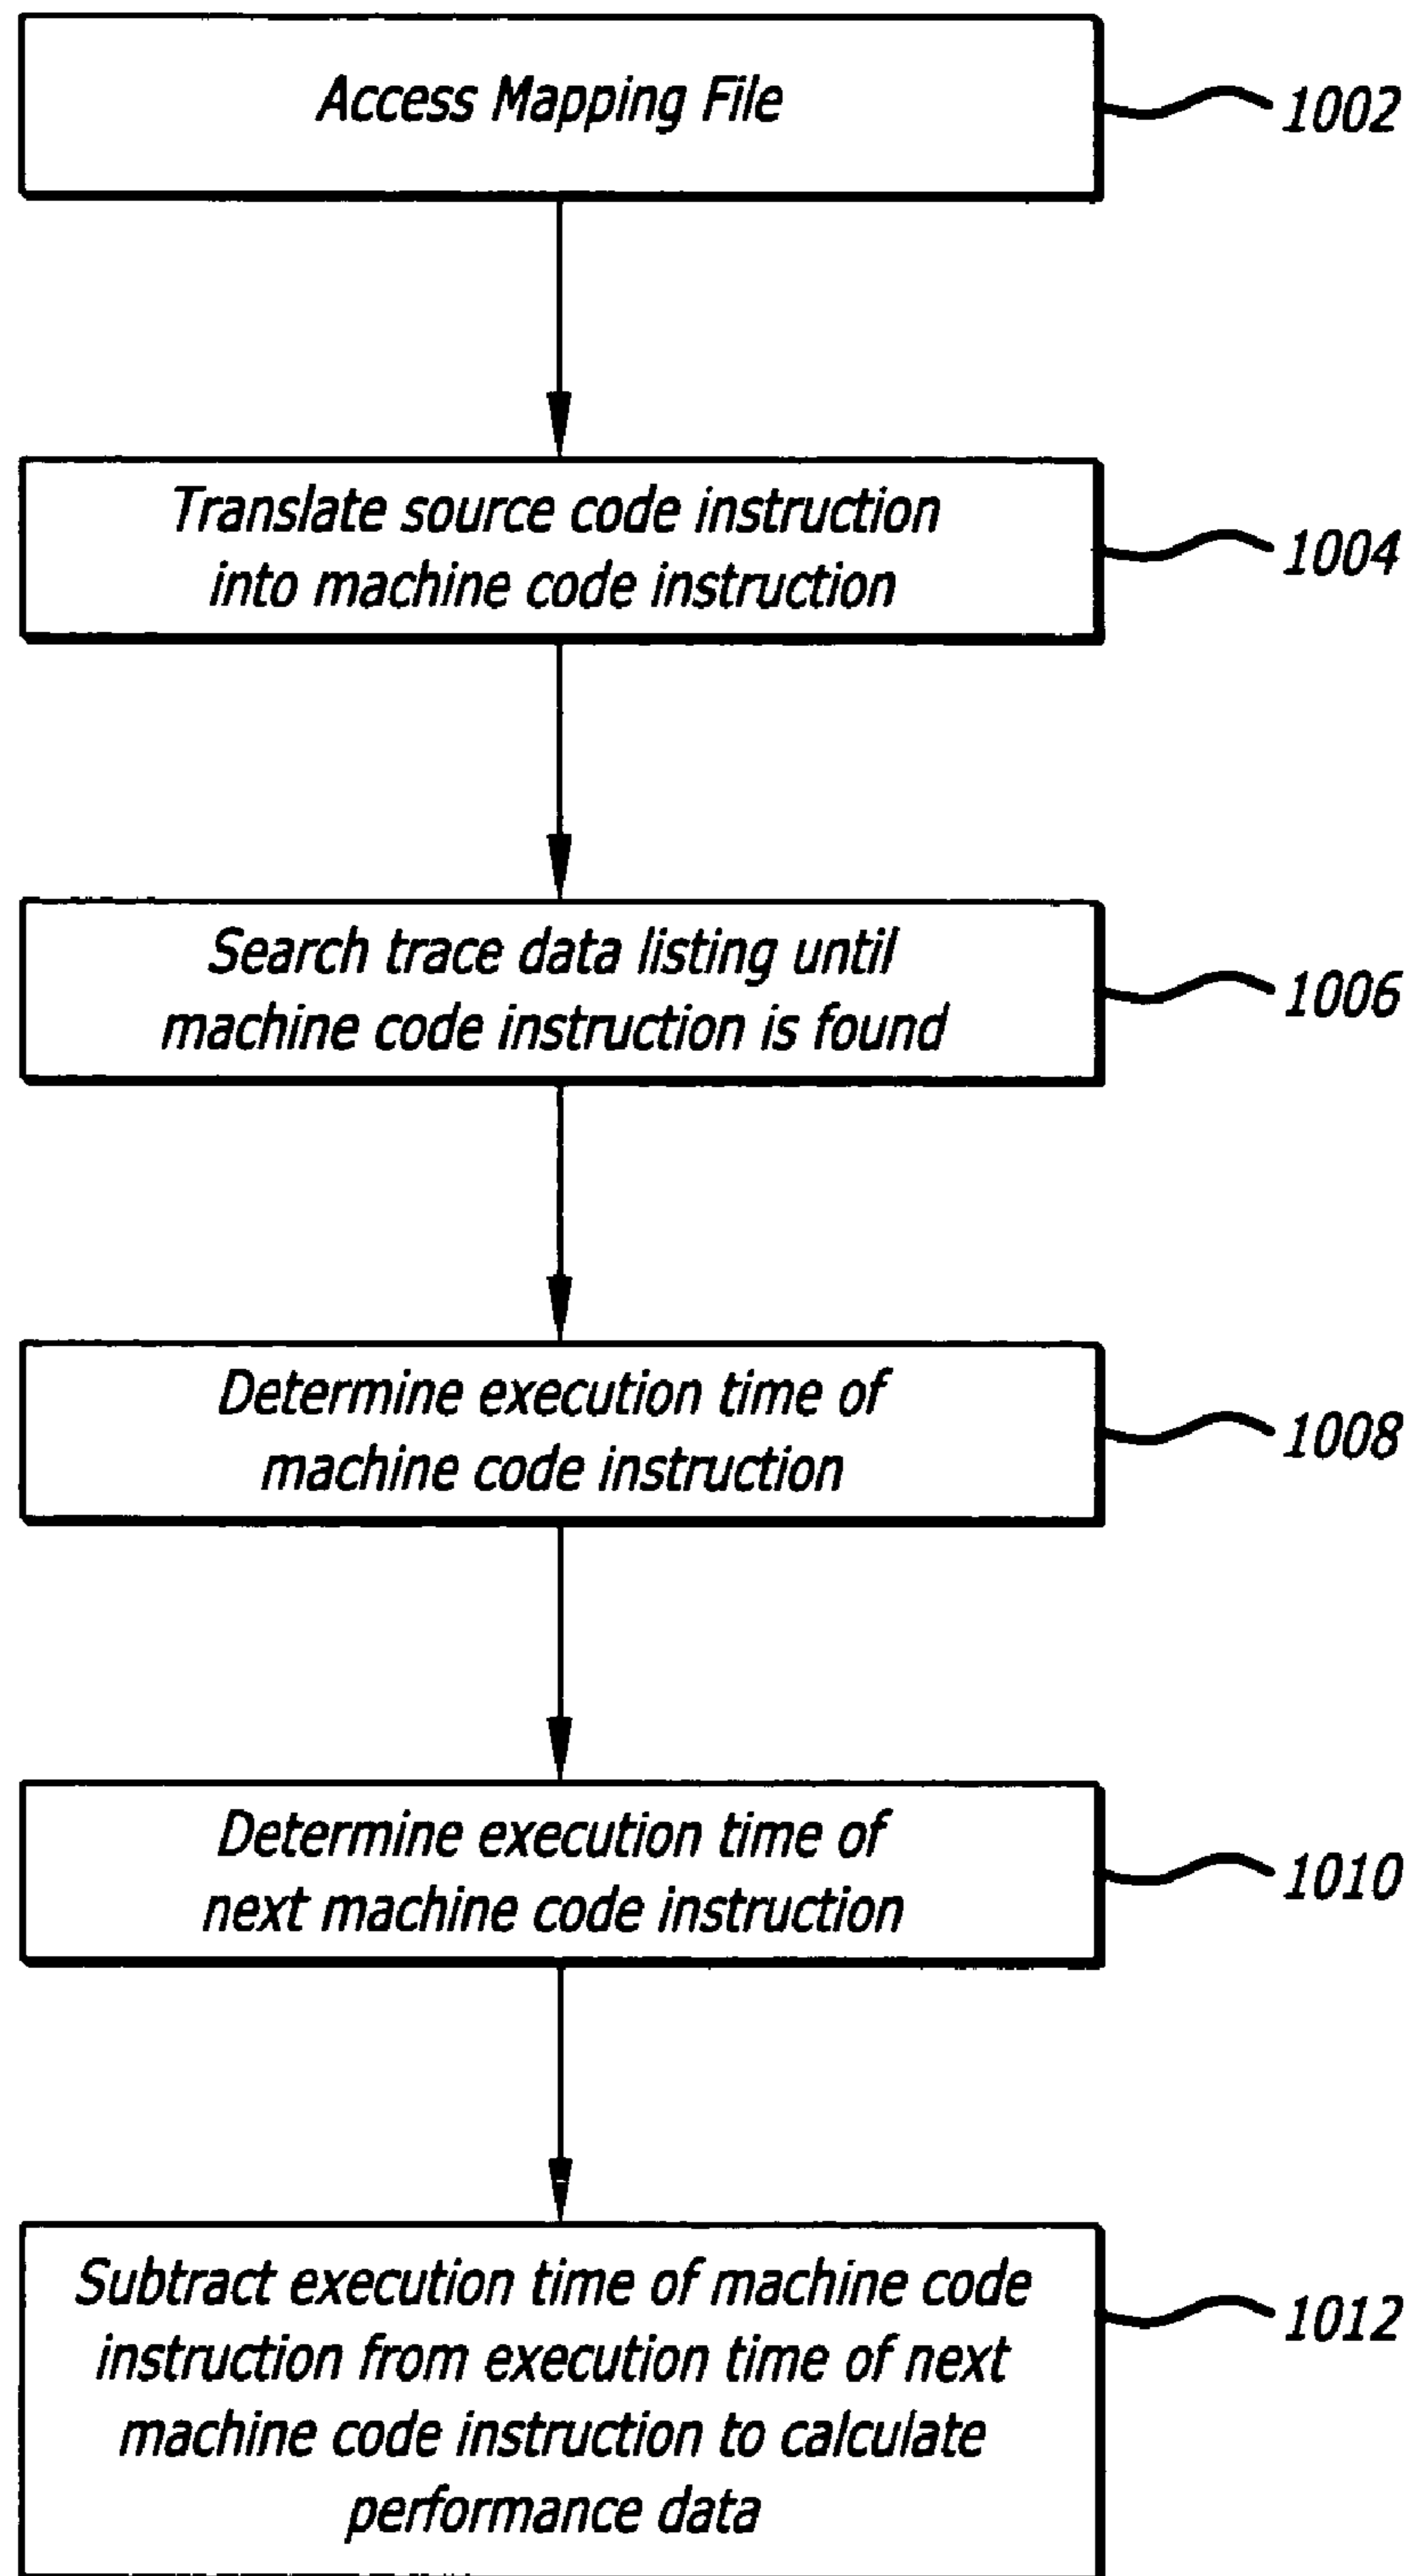 Access Mapping File
1002
Translate source code instruction
into machine code instruction
1004
Search trace data listing until
machine code instruction is found
1006
Determine execution time of
machine code instruction
1008
Determine execution time of
next machine code instruction
1010
Subtract execution time of machine code
instruction from execution time of next
machine code instruction to calculate
performance data
1012